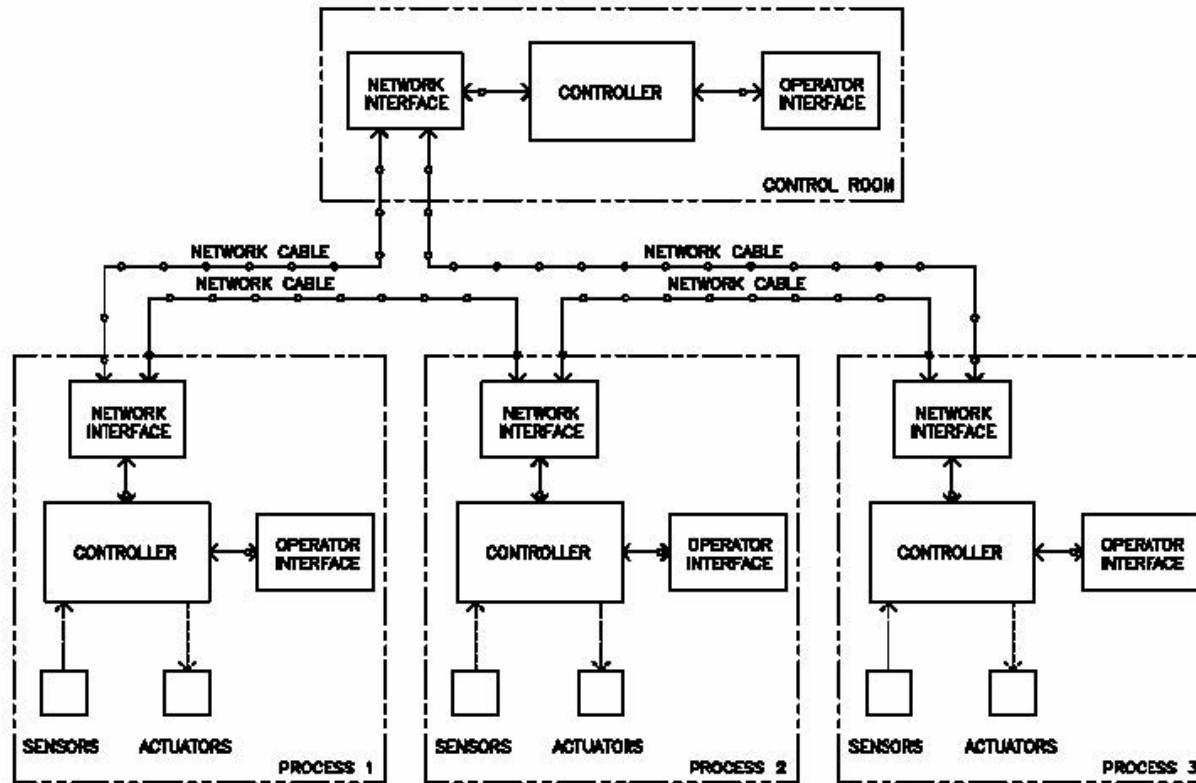 NETWORK
INTERFACE
CONTROLLER
OPERATOR
INTERFACE
CONTROL ROOM
NETWORK CABLE
NETWORK CABLE
NETWORK CABLE
NETWORK CABLE
NETWORK
INTERFACE
CONTROLLER
OPERATOR
INTERFACE
SENSORS
ACTUATORS
PROCESS 1
NETWORK
INTERFACE
CONTROLLER
OPERATOR
INTERFACE
SENSORS
ACTUATORS
PROCESS 2
NETWORK
INTERFACE
CONTROLLER
OPERATOR
INTERFACE
SENSORS
ACTUATORS
PROCESS 3